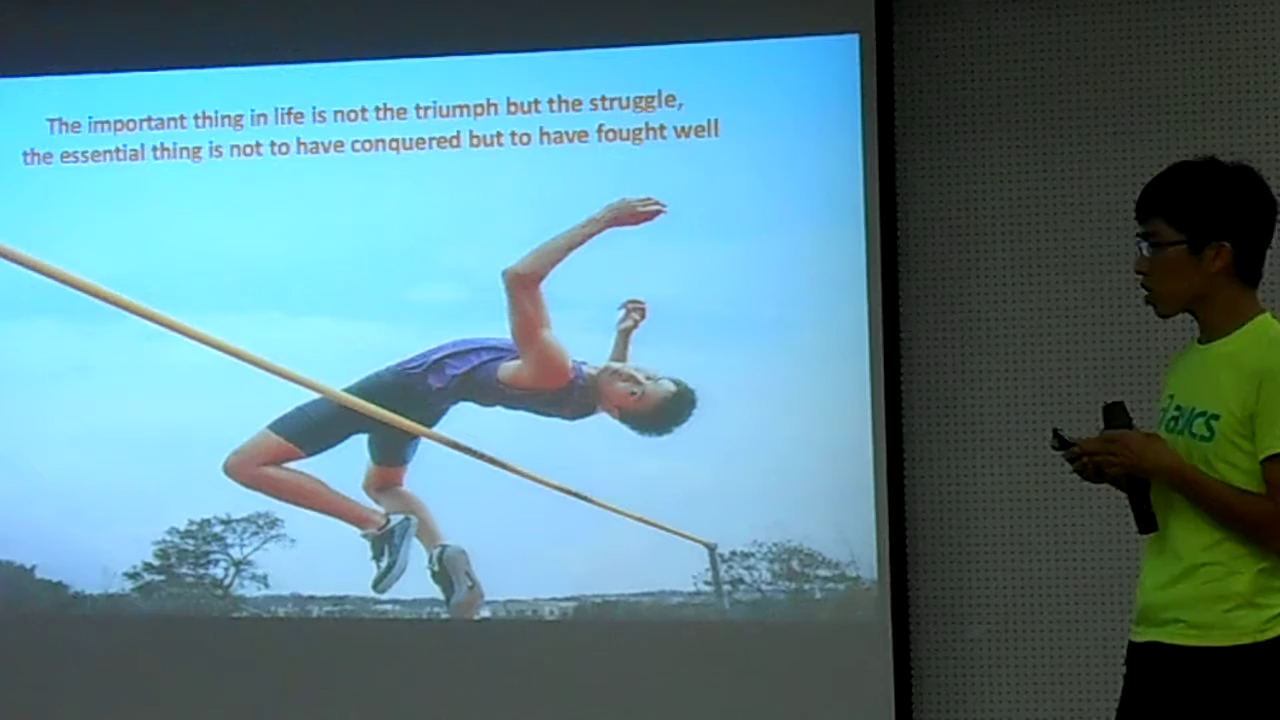 The important thing in life is not the triumph but the struggle,
the essential thing is not to have conquered but to have fought well
asics